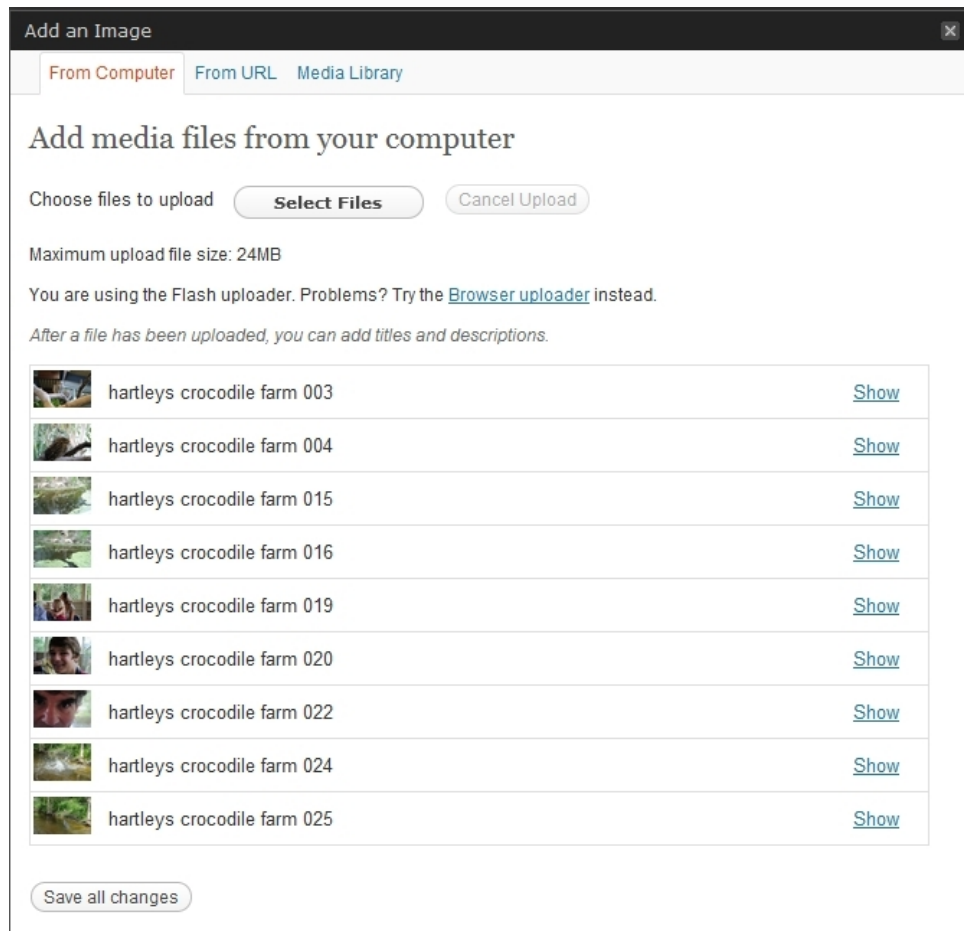 Add an Image
From Computer From URL Media Library
Add media files from your computer
Choose files to upload Select Files Cancel Upload
Maximum upload file size: 24MB
You are using the Flash uploader. Problems? Try the Browser uploader instead.
After a file has been uploaded, you can add titles and descriptions.
hartleys crocodile farm 003 Show
hartleys crocodile farm 004 Show
hartleys crocodile farm 015 Show
hartleys crocodile farm 016 Show
hartleys crocodile farm 019 Show
hartleys crocodile farm 020 Show
hartleys crocodile farm 022 Show
hartleys crocodile farm 024 Show
hartleys crocodile farm 025 Show
Save all changes